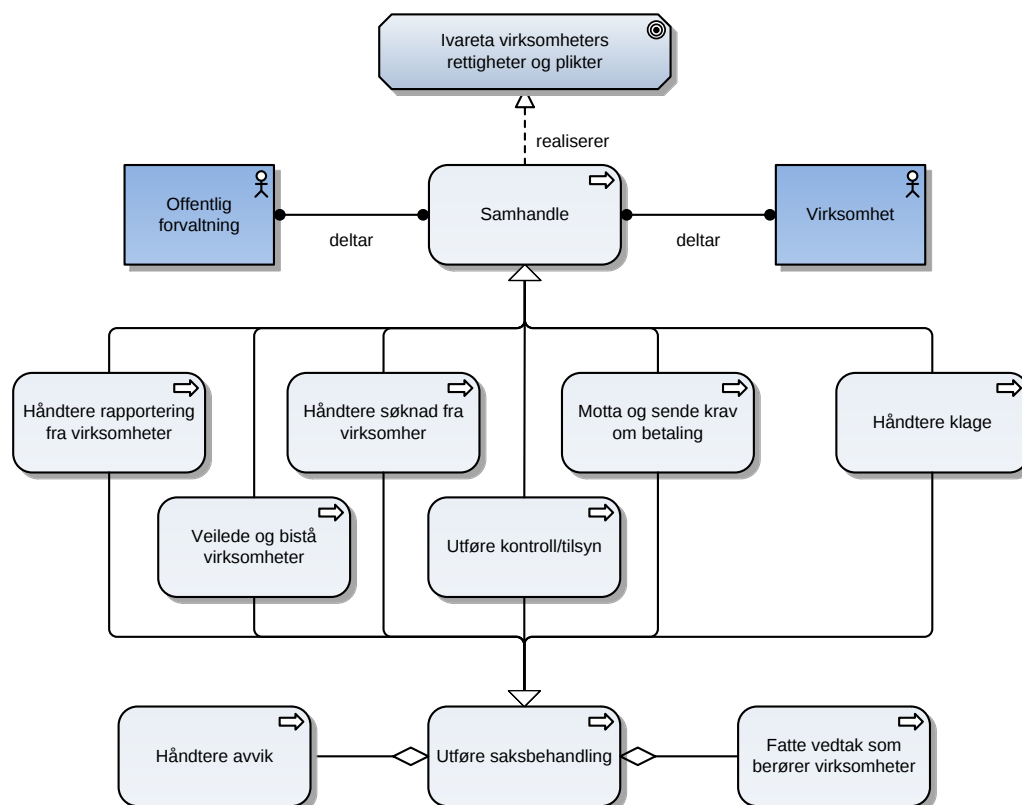 Ivareta virksomheters
rettigheter og plikter
realiserer
Offentlig
forvaltning
deltar
Samhandle
deltar
Virksomhet
Håndtere rapportering
fra virksomheter
Håndtere søknad fra
virksomher
Motta og sende krav
om betaling
Håndtere klage
Veilede og bistå
virksomheter
Utføre kontroll/tilsyn
Håndtere avvik
Utføre saksbehandling
Fatte vedtak som
berører virksomheter